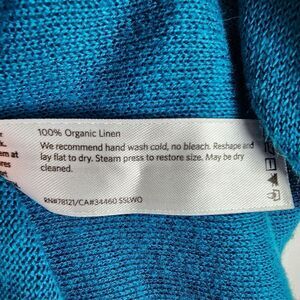 100% Organic Linen
We recommend hand wash cold, no bleach. Reshape and
lay flat to dry. Steam press to restore size. May be dry
cleaned.
RN#78121/CA#34460 SSLWO